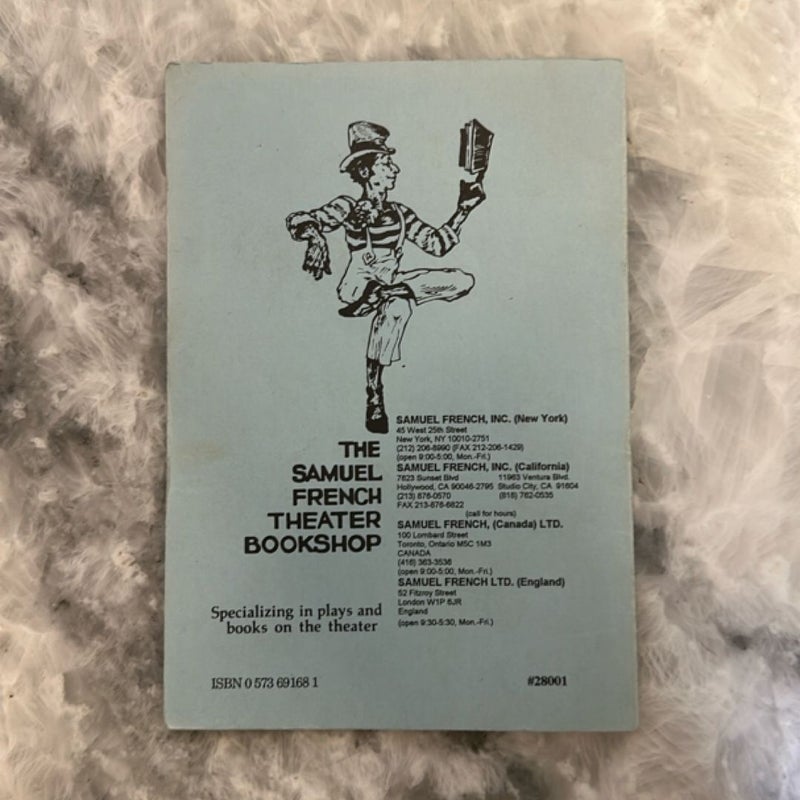 THE
SAMUEL
FRENCH
THEATER
BOOKSHOP
Specializing in plays and
books on the theater
SAMUEL FRENCH, INC. (New York)
45 West 25th Street
New York, NY 10010-2751
(212) 206-8990 (FAX 212-206-1429)
(open 9:00-5:00, Mon.-Fri.)
SAMUEL FRENCH, INC. (California)
7623 Sunset Blvd 11963 Ventura Blvd.
Hollywood, CA 90046-2795 Studio City, CA 91604
(213) 876-0570 (818) 762-0535
FAX 213-876-6822
(call for hours)
SAMUEL FRENCH, (Canada) LTD.
100 Lombard Street
Toronto, Ontario M5C 1M3
CANADA
(416) 363-3536
(open 9:00-5:00, Mon.-Fri.)
SAMUEL FRENCH LTD. (England)
52 Fitzroy Street
London W1P 6JR
England
(open 9:30-5:30, Mon.-Fri.)
ISBN 0 573 69168 1 #28001